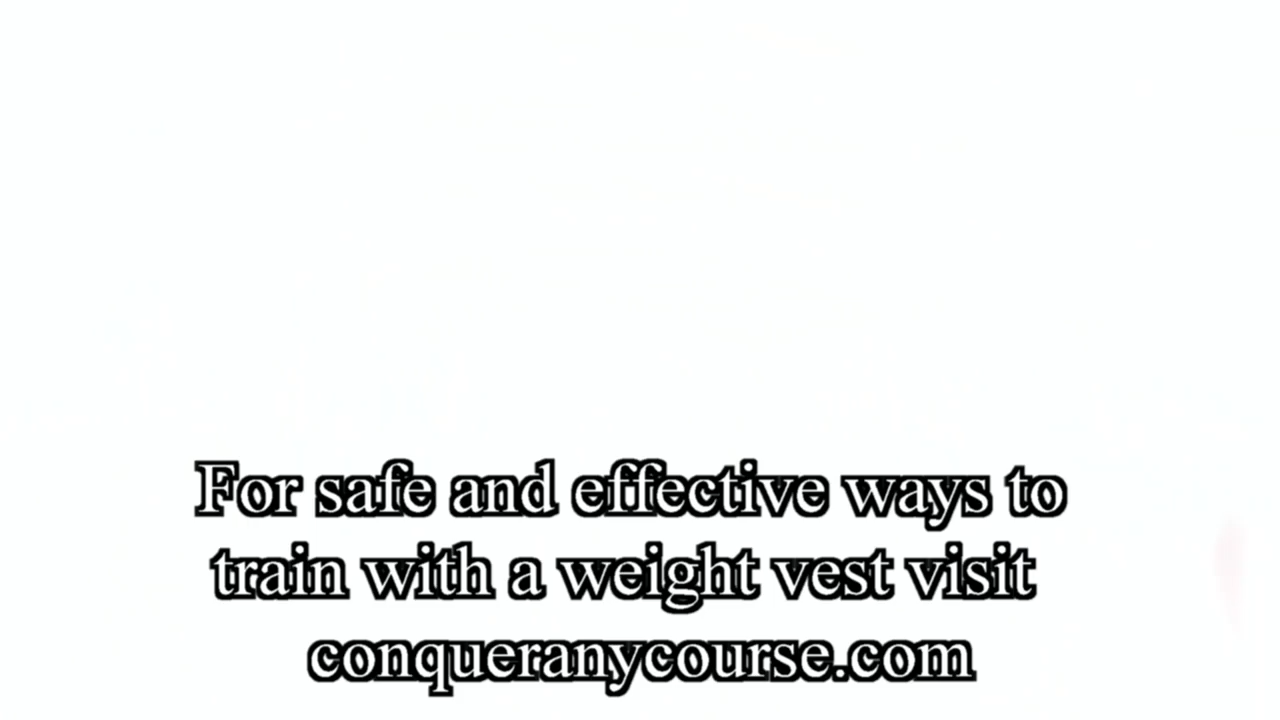 For safe and effective ways to
train with a weight vest visit
conqueranycourse.com